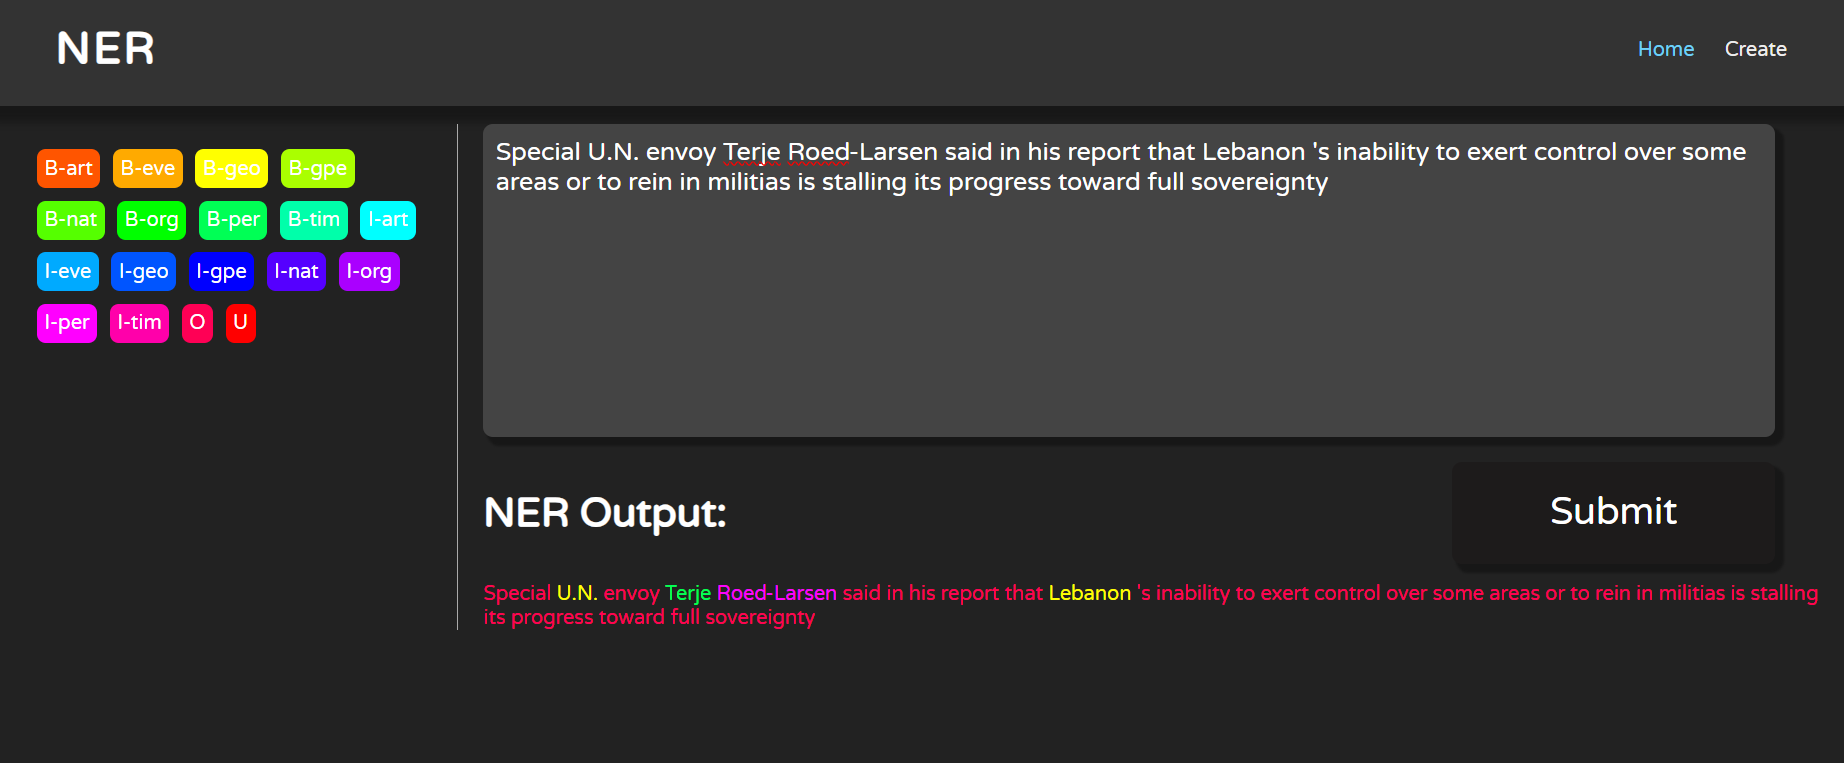 NER
Home Create
B-art B-eve B-geo B-gpe
B-nat B-org B-per B-tim I-art
I-eve I-geo I-gpe I-nat I-org
I-per I-tim O U
Special U.N. envoy Terje Roed-Larsen said in his report that Lebanon 's inability to exert control over some
areas or to rein in militias is stalling its progress toward full sovereignty
NER Output:
Submit
Special U.N. envoy Terje Roed-Larsen said in his report that Lebanon 's inability to exert control over some areas or to rein in militias is stalling
its progress toward full sovereignty